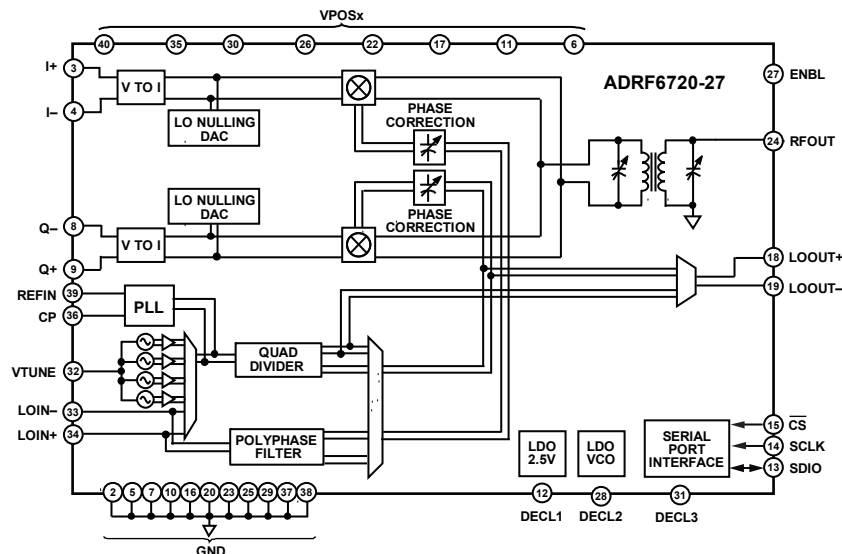 VPOSx
40 35 30 26 22 17 11 6
I+ 3
I– 4
V TO I
LO NULLING
DAC
PHASE
CORRECTION
ADRF6720-27
27 ENBL
24 RFOUT
LO NULLING
DAC
PHASE
CORRECTION
Q– 8
Q+ 9
V TO I
18 LOOUT+
19 LOOUT–
REFIN 39
CP 36
PLL
VTUNE 32
QUAD
DIVIDER
LOIN– 33
LOIN+ 34
POLYPHASE
FILTER
LDO
2.5V
LDO
VCO
SERIAL
PORT
INTERFACE
15 CS
14 SCLK
13 SDIO
2 5 7 10 16 20 23 25 29 37 38
GND
12
DECL1
28
DECL2
31
DECL3